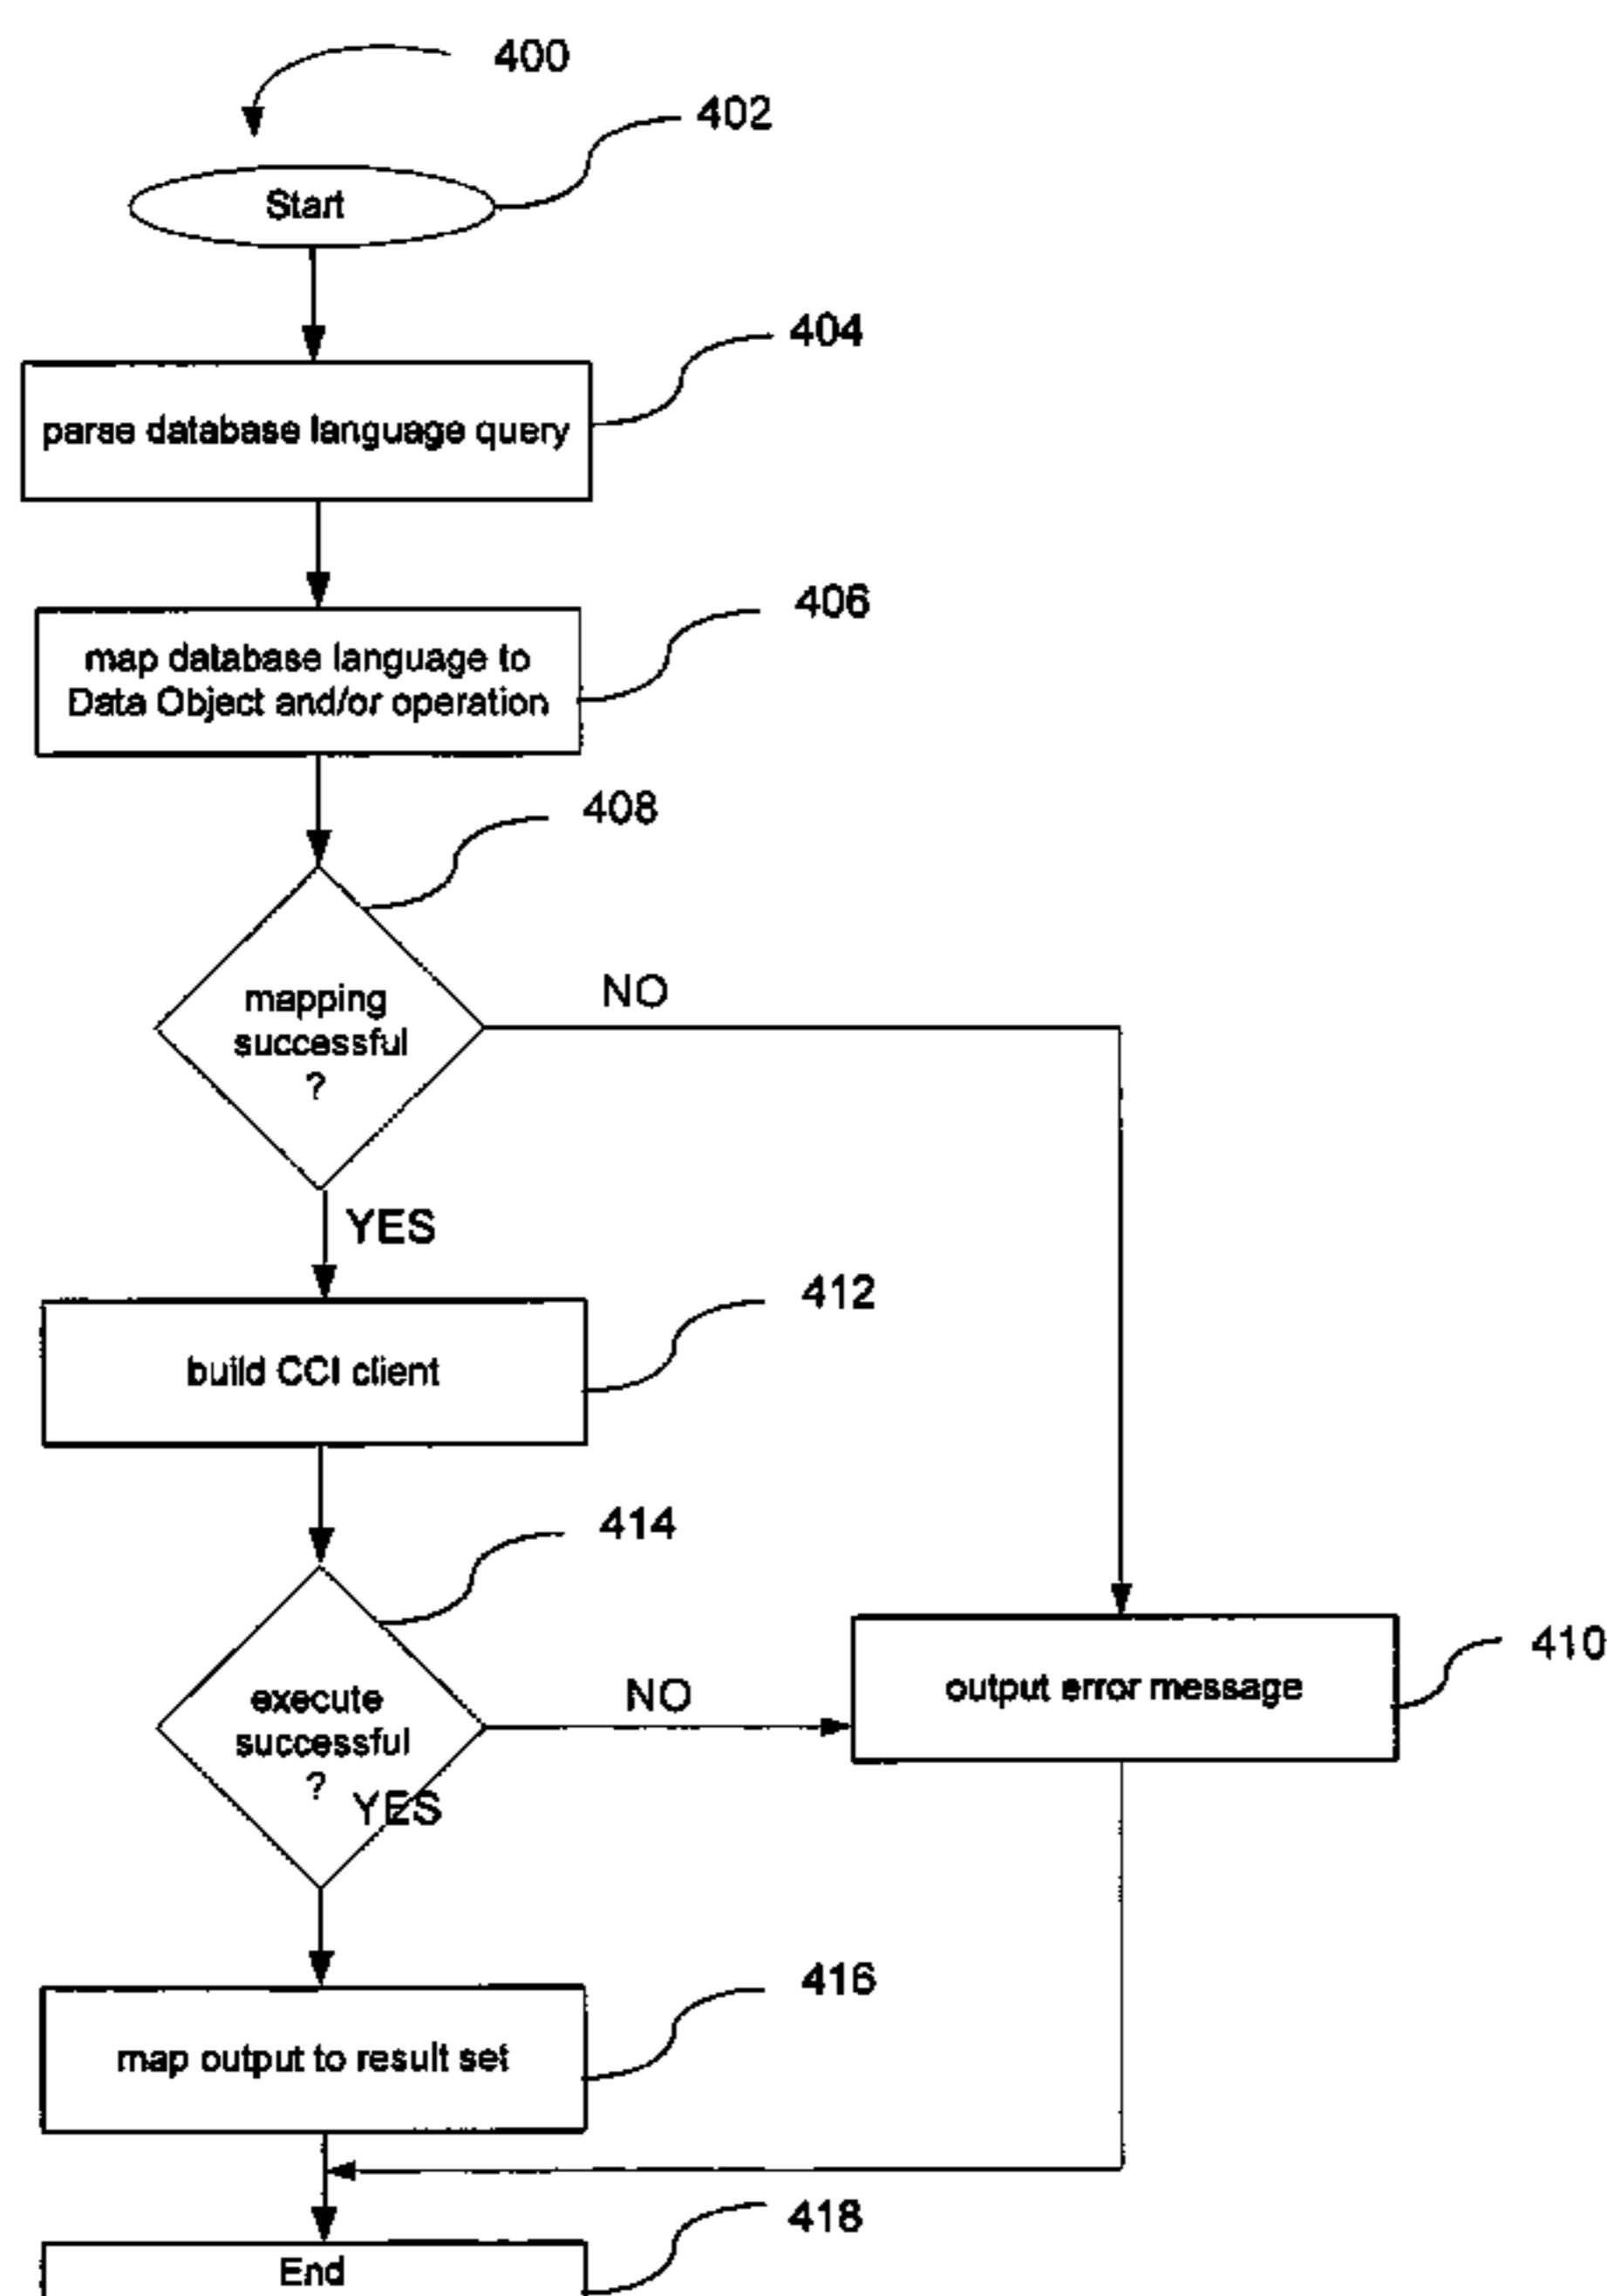 400
402
Start
404
parse database language query
406
map database language to
Data Object and/or operation
408
mapping
successful
?
NO
YES
412
build CCI client
414
execute
successful
?
NO
YES
410
output error message
416
map output to result set
418
End